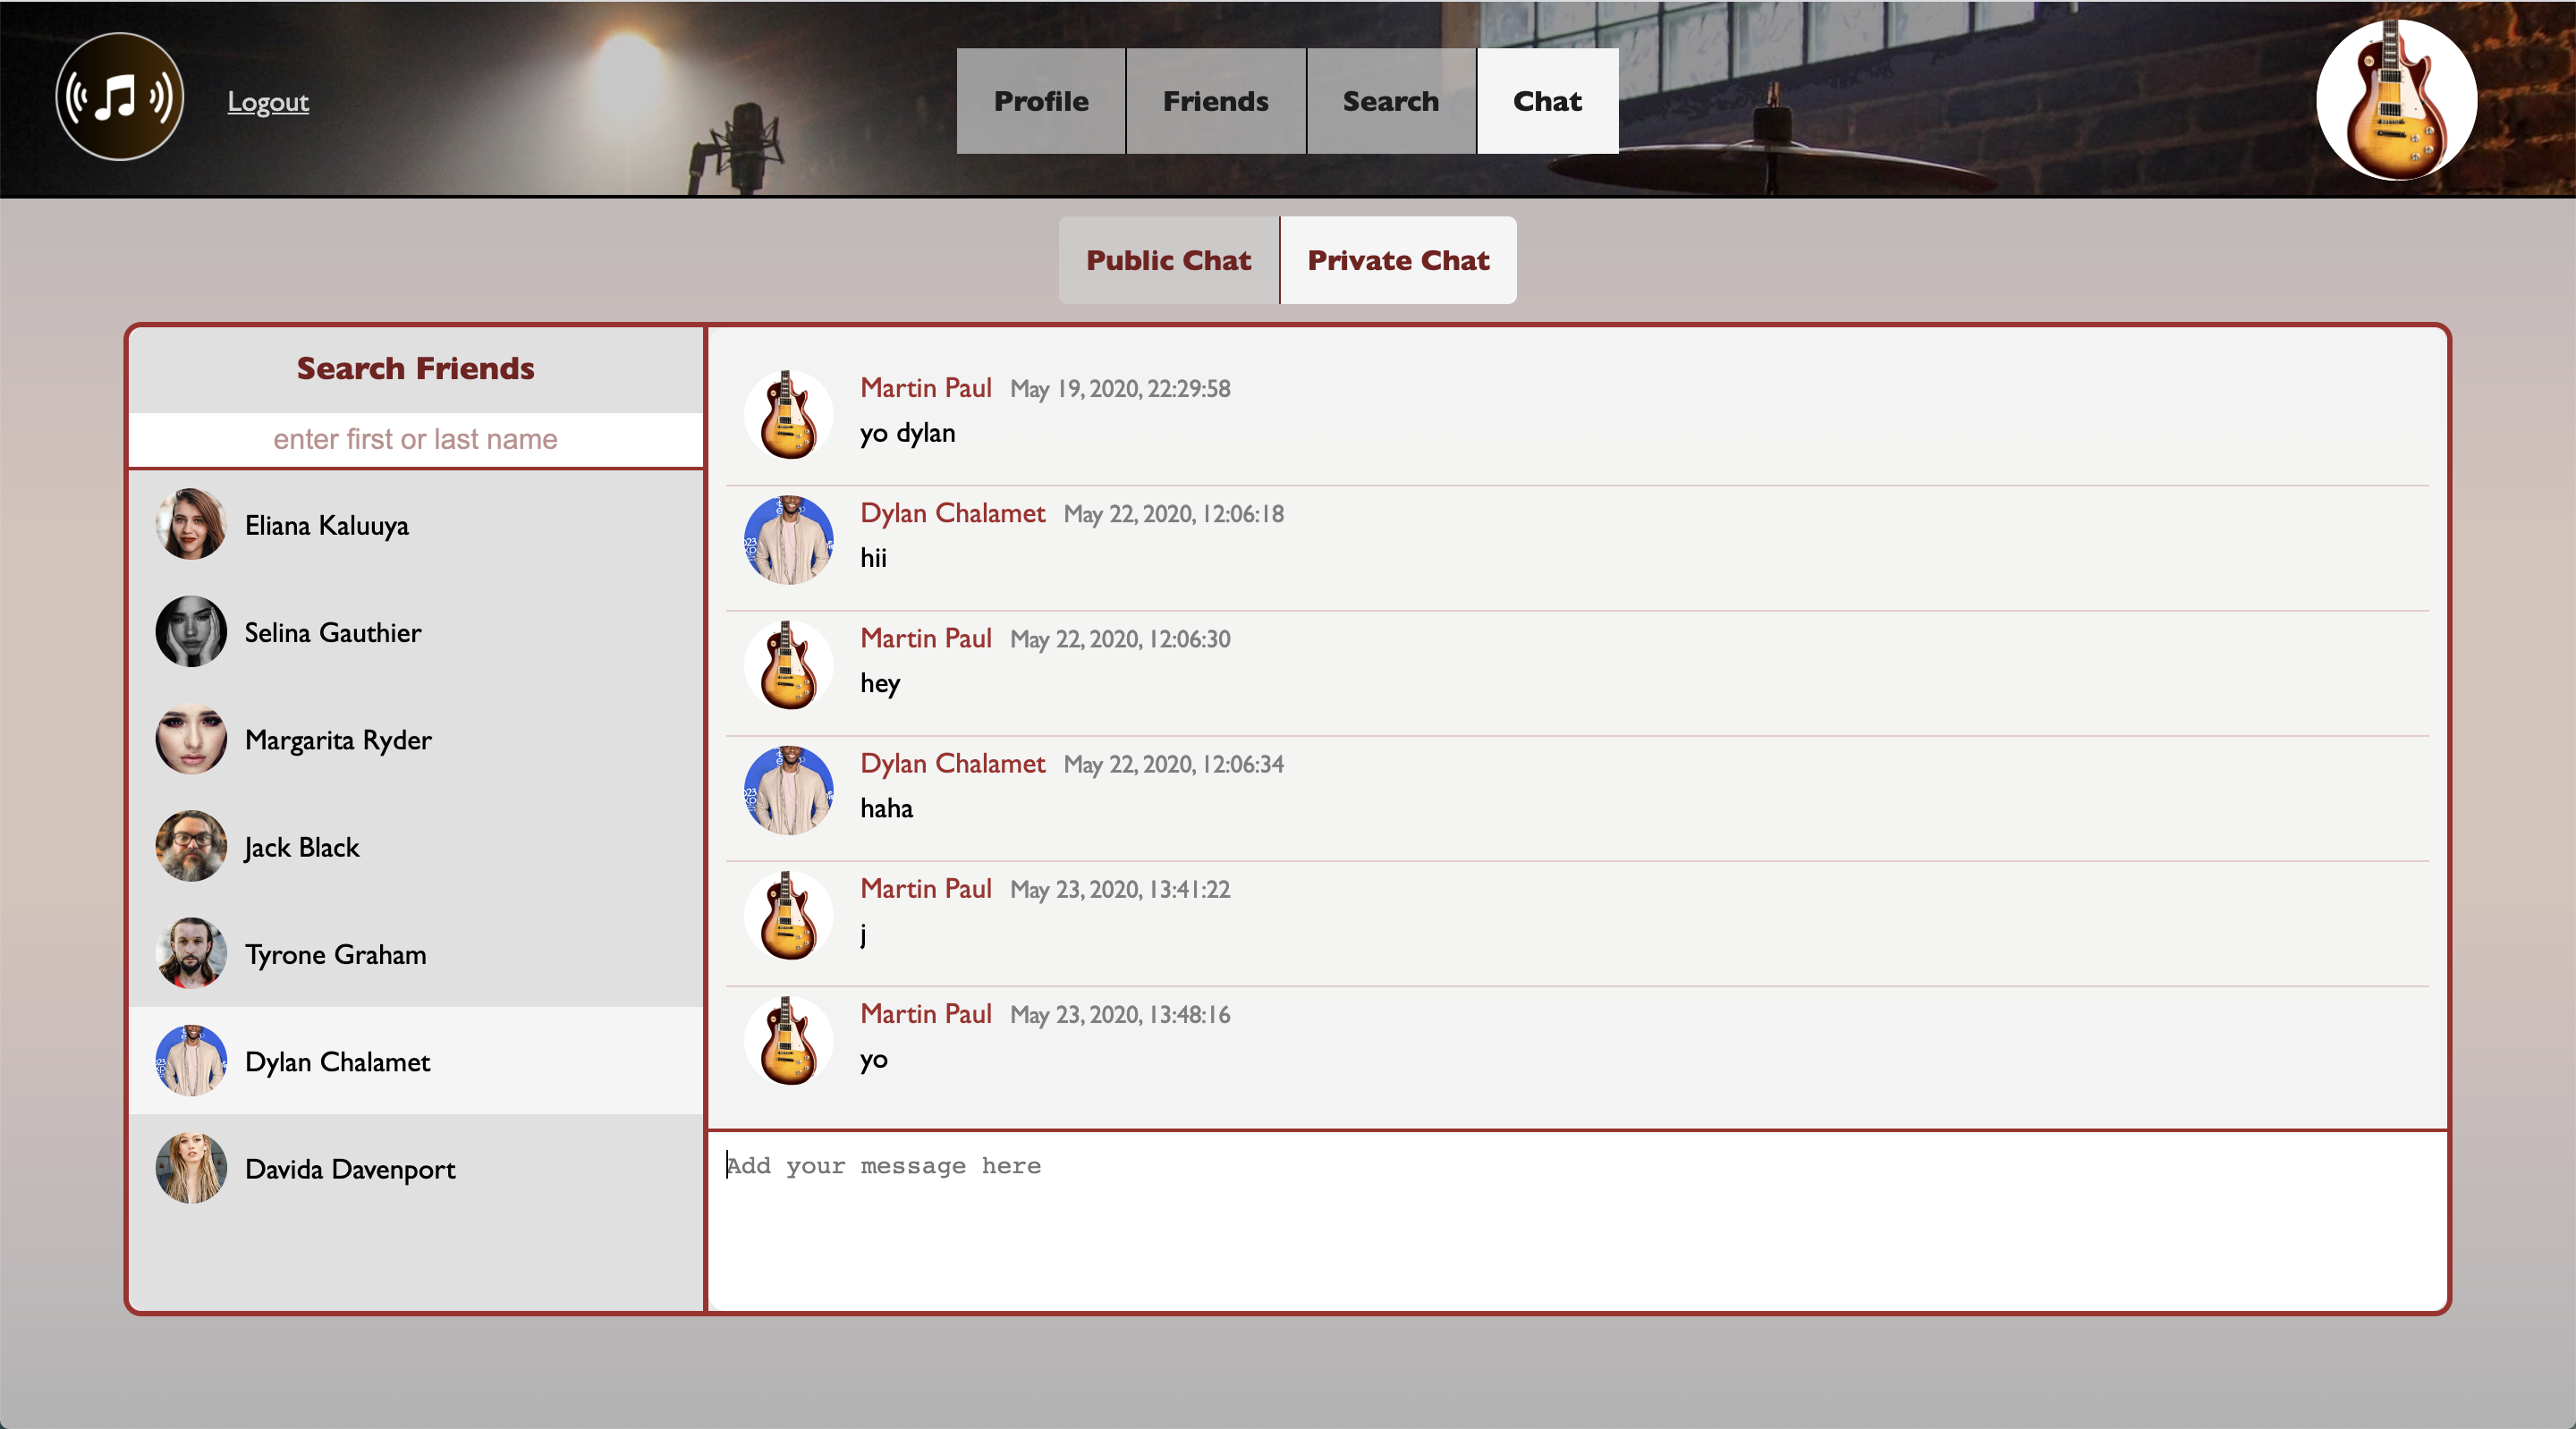 Logout
Profile
Friends
Search
Chat
Public Chat
Private Chat
Search Friends
enter first or last name
Eliana Kaluuya
Selina Gauthier
Margarita Ryder
Jack Black
Tyrone Graham
Dylan Chalamet
Davida Davenport
Martin Paul May 19, 2020, 22:29:58
yo dylan
Dylan Chalamet May 22, 2020, 12:06:18
hii
Martin Paul May 22, 2020, 12:06:30
hey
Dylan Chalamet May 22, 2020, 12:06:34
haha
Martin Paul May 23, 2020, 13:41:22
j
Martin Paul May 23, 2020, 13:48:16
yo
Add your message here